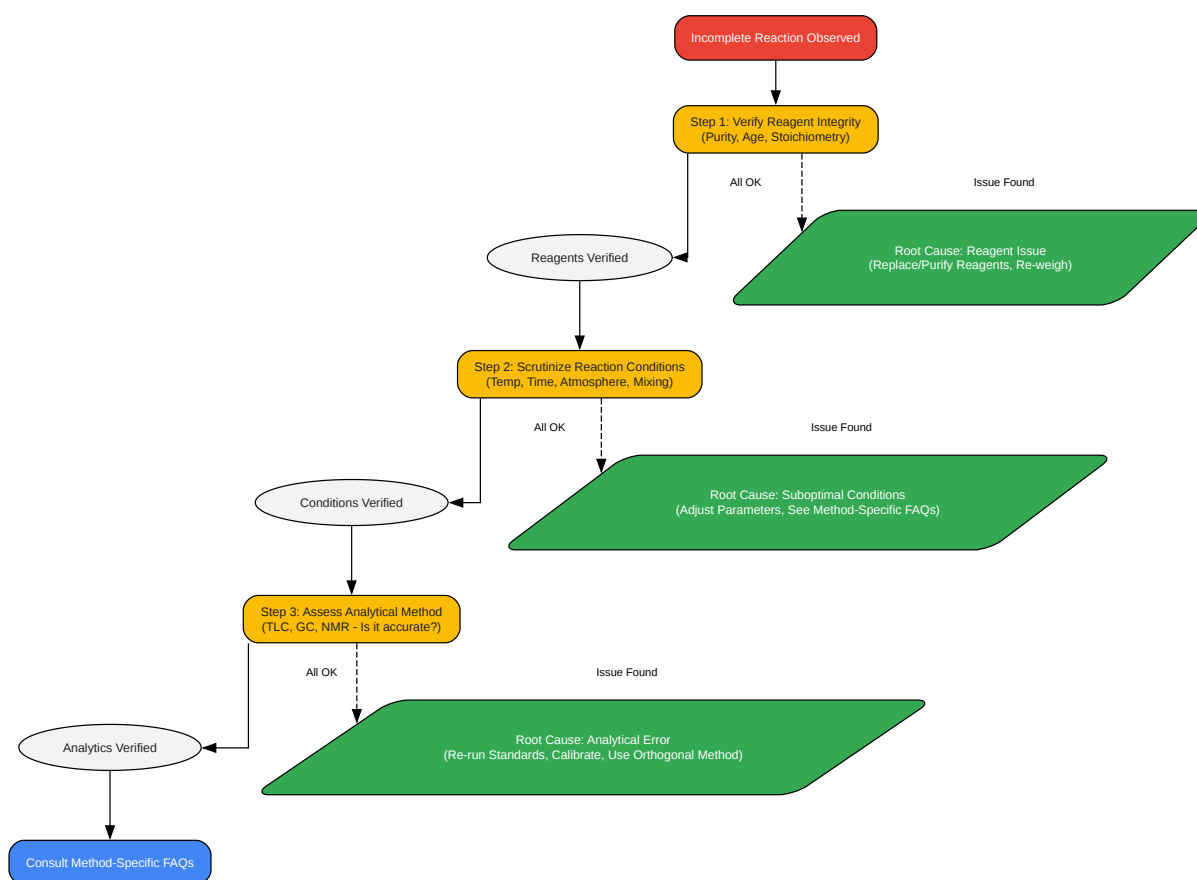 Incomplete Reaction Observed
Step 1: Verify Reagent Integrity
(Purity, Age, Stoichiometry)
All OK
Issue Found
Reagents Verified
Root Cause: Reagent Issue
(Replace/Purify Reagents, Re-weigh)
Step 2: Scrutinize Reaction Conditions
(Temp, Time, Atmosphere, Mixing)
All OK
Issue Found
Conditions Verified
Root Cause: Suboptimal Conditions
(Adjust Parameters, See Method-Specific FAQs)
Step 3: Assess Analytical Method
(TLC, GC, NMR - Is it accurate?)
All OK
Issue Found
Analytics Verified
Root Cause: Analytical Error
(Re-run Standards, Calibrate, Use Orthogonal Method)
Consult Method-Specific FAQs